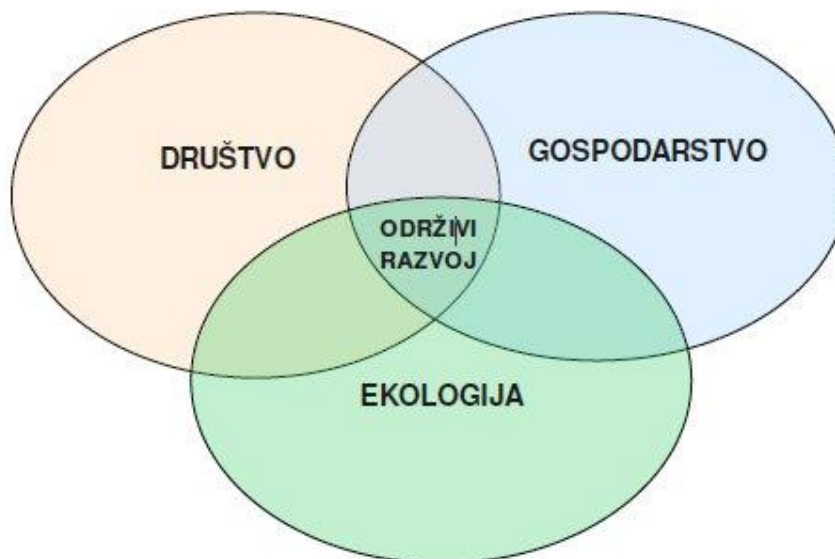 DRUŠTVO
GOSPODARSTVO
ODRŽIVI
RAZVOJ
EKOLOGIJA